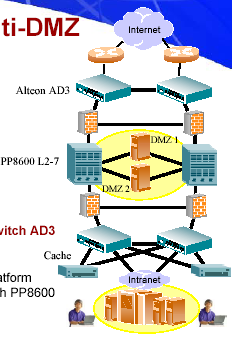 ti-DMZ
Internet
Alteon AD3
DMZ 1
PP8600 L2-7
DMZ 2
witch AD3
Cache
Intranet
atform
h PP8600